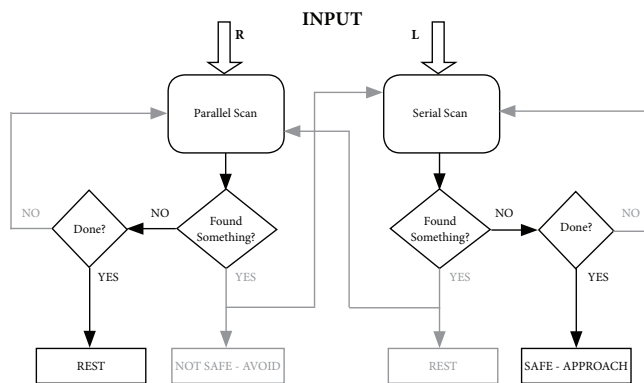 INPUT
R
L
Parallel Scan
Serial Scan
NO
Done?
NO
Found
Something?
Found
Something?
NO
Done?
NO
YES
YES
YES
YES
REST
NOT SAFE - AVOID
REST
SAFE - APPROACH